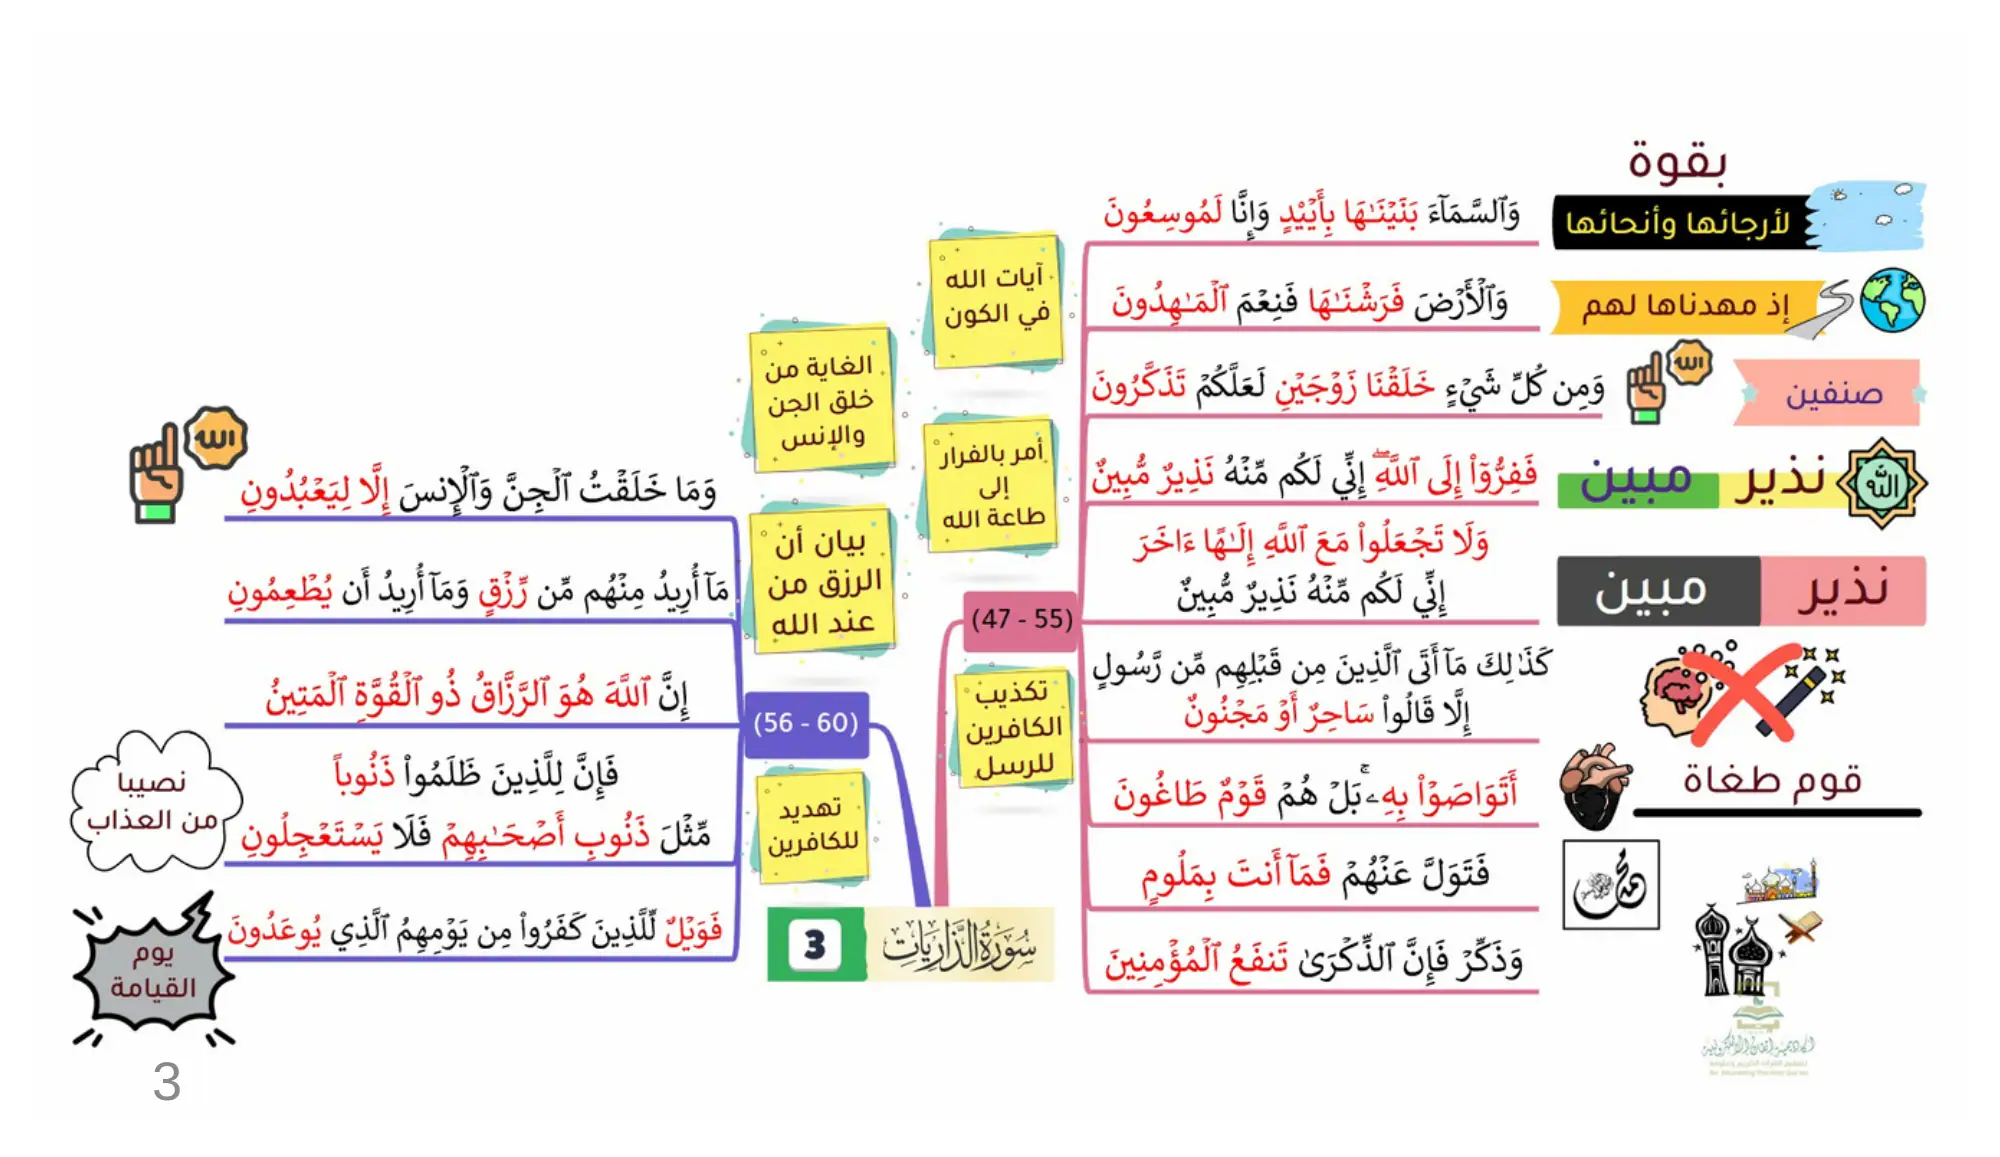 بقوة
لأرجائها وأنحائها
وَٱلسَّمَآءَ بَنَيْنَـٰهَا بِأَيْي۟دٍ وَإِنَّا لَمُوسِعُونَ
إذ مهدناها لهم
وَٱلْأَرْضَ فَرَشْنَـٰهَا فَنِعْمَ ٱلْمَـٰهِدُونَ
صنفين
الله
وَمِن كُلِّ شَيْءٍ خَلَقْنَا زَوْجَيْنِ لَعَلَّكُمْ تَذَكَّرُونَ
الله
نذير مبين
فَفِرُّوٓا۟ إِلَى ٱللَّهِ ۖ إِنِّي لَكُم مِّنْهُ نَذِيرٌ مُّبِينٌ
نذير مبين
وَلَا تَجْعَلُوا۟ مَعَ ٱللَّهِ إِلَـٰهًا ءَاخَرَ
إِنِّي لَكُم مِّنْهُ نَذِيرٌ مُّبِينٌ
كَذَٰلِكَ مَآ أَتَى ٱلَّذِينَ مِن قَبْلِهِم مِّن رَّسُولٍ
إِلَّا قَالُوا۟ سَاحِرٌ أَوْ مَجْنُونٌ
قوم طغاة
أَتَوَاصَوْا۟ بِهِۦ ۚ بَلْ هُمْ قَوْمٌ طَاغُونَ
محمد
فَتَوَلَّ عَنْهُمْ فَمَآ أَنتَ بِمَلُومٍ
وَذَكِّرْ فَإِنَّ ٱلذِّكْرَىٰ تَنفَعُ ٱلْمُؤْمِنِينَ
آيات الله
في الكون
أمر بالفرار
إلى
طاعة الله
(47 - 55)
تكذيب
الكافرين
للرسل
الغاية من
خلق الجن
والإنس
بيان أن
الرزق من
عند الله
(56 - 60)
تهديد
للكافرين
سُورَةُ الذَّارِيَاتِ
3
الله
وَمَا خَلَقْتُ ٱلْجِنَّ وَٱلْإِنسَ إِلَّا لِيَعْبُدُونِ
مَآ أُرِيدُ مِنْهُم مِّن رِّزْقٍ وَمَآ أُرِيدُ أَن يُطْعِمُونِ
إِنَّ ٱللَّهَ هُوَ ٱلرَّزَّاقُ ذُو ٱلْقُوَّةِ ٱلْمَتِينُ
فَإِنَّ لِلَّذِينَ ظَلَمُوا۟ ذَنُوباً
مِّثْلَ ذَنُوبِ أَصْحَـٰبِهِمْ فَلَا يَسْتَعْجِلُونِ
نصيبا
من العذاب
فَوَيْلٌ لِّلَّذِينَ كَفَرُوا۟ مِن يَوْمِهِمُ ٱلَّذِي يُوعَدُونَ
يوم
القيامة
3